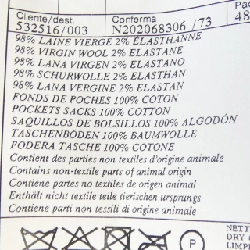 Cliente/dest Conforms
S32516/003 N202068306 /73 48
98% LAINE VIERGE 2% ELASTHANNE
98% VIRGIN WOOL 2% ELASTANE
98% LANA VIRGEN 2% ELASTANO
98% SCHURWOLLE 2% ELASTHAN
98% LANA VERGINE 2% ELASTAN
FONDS DE POCHES 100% COTON
POCKETS SACKS 100% COTTON
SAQUILLOS DE BOLSILLOS 100% ALGODÓN
TASCHENBODEN 100% BAUMWOLLE
FODERA TASCHE 100% COTONE
Contient des parties non textiles d'origine animale
Contains non-textile parts of animal origin
Contiene partes no textiles de origen animal
Enthält nicht textile teile tierischen ursprungs
Contiene parti non tessili di origine animale
P
DRY